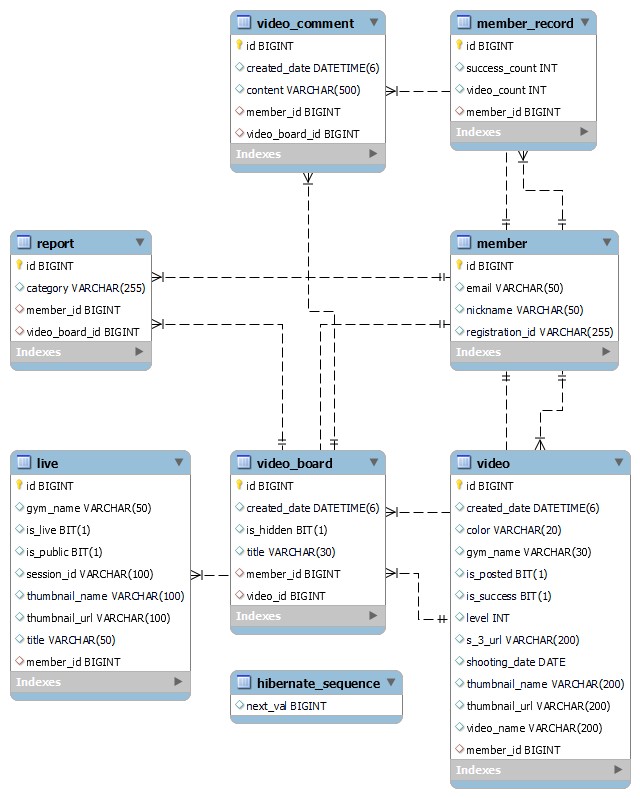 video_comment
id BIGINT
created_date DATETIME(6)
content VARCHAR(500)
member_id BIGINT
video_board_id BIGINT
Indexes
member_record
id BIGINT
success_count INT
video_count INT
member_id BIGINT
Indexes
report
id BIGINT
category VARCHAR(255)
member_id BIGINT
video_board_id BIGINT
Indexes
member
id BIGINT
email VARCHAR(50)
nickname VARCHAR(50)
registration_id VARCHAR(255)
Indexes
live
id BIGINT
gym_name VARCHAR(50)
is_live BIT(1)
is_public BIT(1)
session_id VARCHAR(100)
thumbnail_name VARCHAR(100)
thumbnail_url VARCHAR(100)
title VARCHAR(50)
member_id BIGINT
Indexes
video_board
id BIGINT
created_date DATETIME(6)
is_hidden BIT(1)
title VARCHAR(30)
member_id BIGINT
video_id BIGINT
Indexes
hibernate_sequence
next_val BIGINT
video
id BIGINT
created_date DATETIME(6)
color VARCHAR(20)
gym_name VARCHAR(30)
is_posted BIT(1)
is_success BIT(1)
level INT
s_3_url VARCHAR(200)
shooting_date DATE
thumbnail_name VARCHAR(200)
thumbnail_url VARCHAR(200)
video_name VARCHAR(200)
member_id BIGINT
Indexes